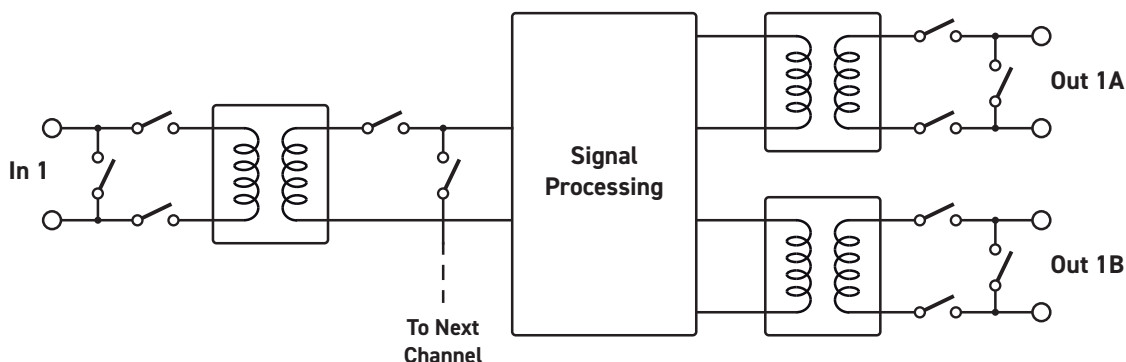 In 1
To Next
Channel
Signal
Processing
Out 1A
Out 1B